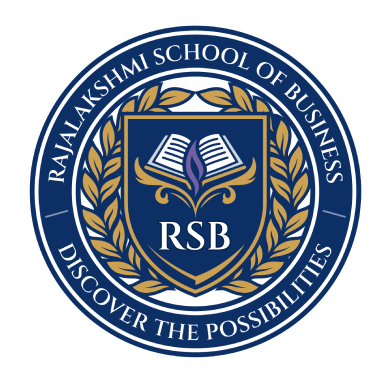 RAJALAKSHMI SCHOOL OF BUSINESS
RSB
DISCOVER THE POSSIBILITIES